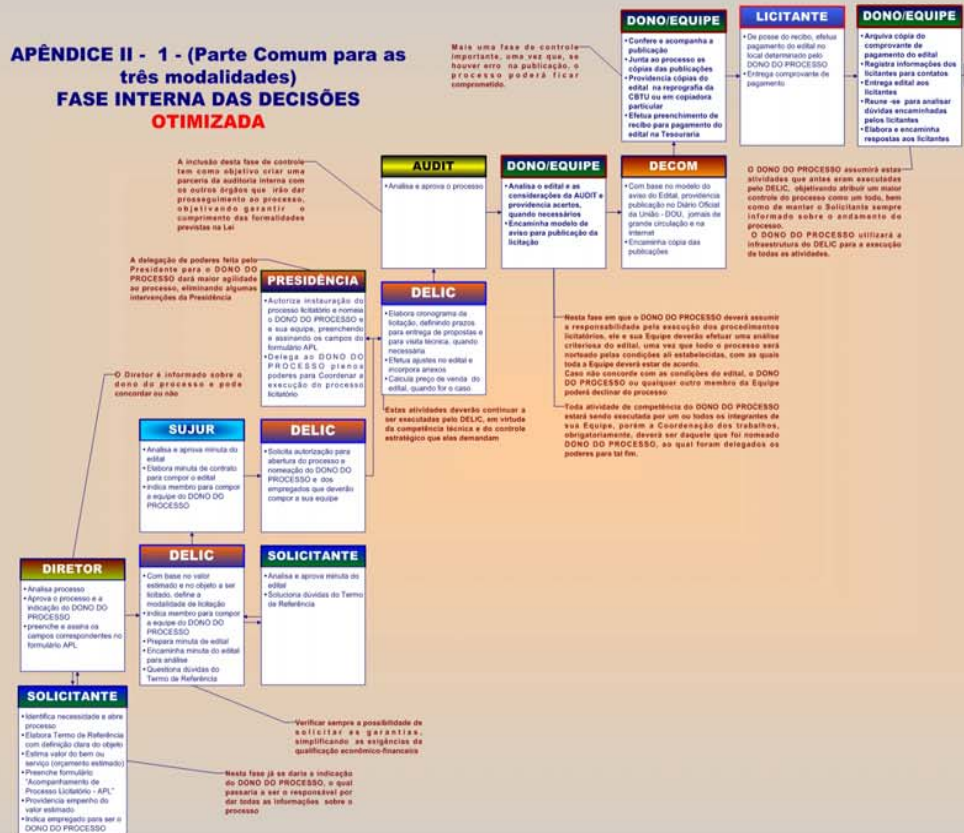 APÊNDICE II - 1 - (Parte Comum para as
três modalidades)
FASE INTERNA DAS DECISÕES
OTIMIZADA
Mais uma fase de controle
importante, uma vez que, se
houver erro na publicação, o
processo poderá ficar
comprometido.
DONO/EQUIPE
• Confere e acompanha a
publicação
• Junta ao processo as
cópias das publicações
• Providencia cópias do
edital na reprografia da
CBTU ou em copiadora
particular
• Efetua preenchimento de
recibo para pagamento do
edital na Tesouraria
LICITANTE
• De posse do recibo, efetua
pagamento do edital no
local determinado pelo
DONO DO PROCESSO
• Entrega comprovante de
pagamento
DONO/EQUIPE
• Arquiva cópia do
comprovante de
pagamento do edital
• Registra informações dos
licitantes para contatos
• Entrega edital aos
licitantes
• Reune -se para analisar
dúvidas encaminhadas
pelos licitantes
• Elabora e encaminha
respostas aos licitantes
A inclusão desta fase de controle
tem como objetivo criar uma
parceria da auditoria interna com
os outros órgãos que irão dar
prosseguimento ao processo,
objetivando garantir o
cumprimento das formalidades
previstas na Lei
AUDIT
• Analisa e aprova o processo
DONO/EQUIPE
• Analisa o edital e as
considerações da AUDIT e
providencia acertos,
quando necessários
• Encaminha modelo de
aviso para publicação da
licitação
DECOM
• Com base no modelo do
aviso do Edital, providencia
publicação no Diário Oficial
da União - DOU, jornais de
grande circulação e na
internet
• Encaminha cópia das
publicações
O DONO DO PROCESSO assumirá estas
atividades que antes eram executadas
pelo DELIC, objetivando atribuir um maior
controle do processo como um todo, bem
como de manter o Solicitante sempre
informado sobre o andamento do
processo.
O DONO DO PROCESSO utilizará a
infraestrutura do DELIC para a execução
de todas as atividades.
A delegação de poderes feita pelo
Presidente para o DONO DO
PROCESSO dará maior agilidade
ao processo, eliminando algumas
intervenções da Presidência
PRESIDÊNCIA
• Autoriza instauração do
processo licitatório e nomeia
o DONO DO PROCESSO e
a sua equipe, preenchendo
e assinando os campos do
formulário APL
• Delega ao DONO DO
PROCESSO plenos
poderes para Coordenar a
execução do processo
licitatório
DELIC
• Elabora cronograma da
licitação, definindo prazos
para entrega de propostas e
para visita técnica, quando
necessária
• Efetua ajustes no edital e
incorpora anexos
• Calcula preço de venda do
edital, quando for o caso
Nesta fase em que o DONO DO PROCESSO deverá assumir
a responsabilidade pela execução dos procedimentos
licitatórios, ele e sua Equipe deverão efetuar uma análise
criteriosa do edital, uma vez que todo o processo será
norteado pelas condições ali estabelecidas, com as quais
toda a Equipe deverá estar de acordo.
Caso não concorde com as condições do edital, o DONO
DO PROCESSO ou qualquer outro membro da Equipe
poderá declinar do processo
Estas atividades deverão continuar a
ser executadas pelo DELIC, em virtude
da competência técnica e do controle
estratégico que elas demandam
Toda atividade de competência do DONO DO PROCESSO
estará sendo executada por um ou todos os integrantes de
sua Equipe, porém a Coordenação dos trabalhos,
obrigatoriamente, deverá ser daquele que foi nomeado
DONO DO PROCESSO, ao qual foram delegados os
poderes para tal fim.
O Diretor é informado sobre o
dono do processo e pode
concordar ou não
SUJUR
• Analisa e aprova minuta do
edital
• Elabora minuta de contrato
para compor o edital
• Indica membro para compor
a equipe do DONO DO
PROCESSO
DELIC
• Solicita autorização para
abertura do processo e
nomeação do DONO DO
PROCESSO e dos
empregados que deverão
compor a sua equipe
DIRETOR
• Analisa processo
• Aprova o processo e a
indicação do DONO DO
PROCESSO
• preenche e assina os
campos correspondentes no
formulário APL
DELIC
• Com base no valor
estimado e no objeto a ser
licitado, define a
modalidade de licitação
• Indica membro para compor
a equipe do DONO DO
PROCESSO
• Prepara minuta de edital
• Encaminha minuta do edital
para análise
• Questiona dúvidas do
Termo de Referência
SOLICITANTE
• Analisa e aprova minuta do
edital
• Soluciona dúvidas do Termo
de Referência
SOLICITANTE
• Identifica necessidade e abre
processo
• Elabora Termo de Referência
com definição clara do objeto
• Estima valor do bem ou
serviço (orçamento estimado)
• Preenche formulário
"Acompanhamento de
Processo Licitatório - APL"
• Providencia empenho do
valor estimado
• Indica empregado para ser o
DONO DO PROCESSO
Verificar sempre a possibilidade de
solicitar as garantias,
simplificando as exigências da
qualificação econômico-financeira
Nesta fase já se daria a indicação
do DONO DO PROCESSO, o qual
passaria a ser o responsável por
dar todas as informações sobre o
processo